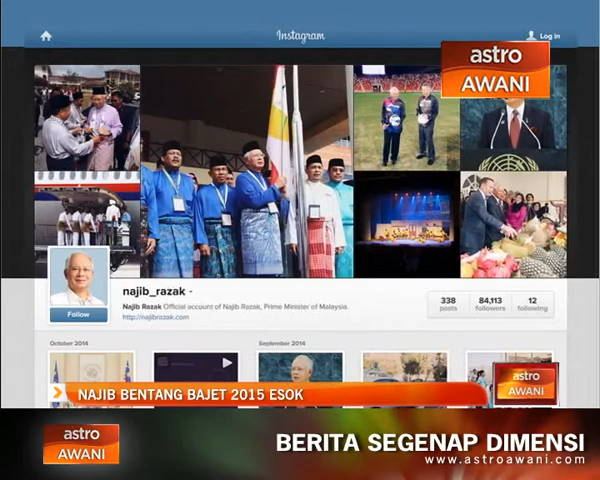 Instagram
Log in
astro
AWANI
najib_razak
Najib Razak Official account of Najib Razak, Prime Minister of Malaysia.
http://najibrazak.com
338
posts
84,113
followers
12
following
Follow
October 2014
September 2014
NAJIB BENTANG BAJET 2015 ESOK
astro
AWANI
astro
AWANI
BERITA SEGENAP DIMENSI
www.astroawani.com